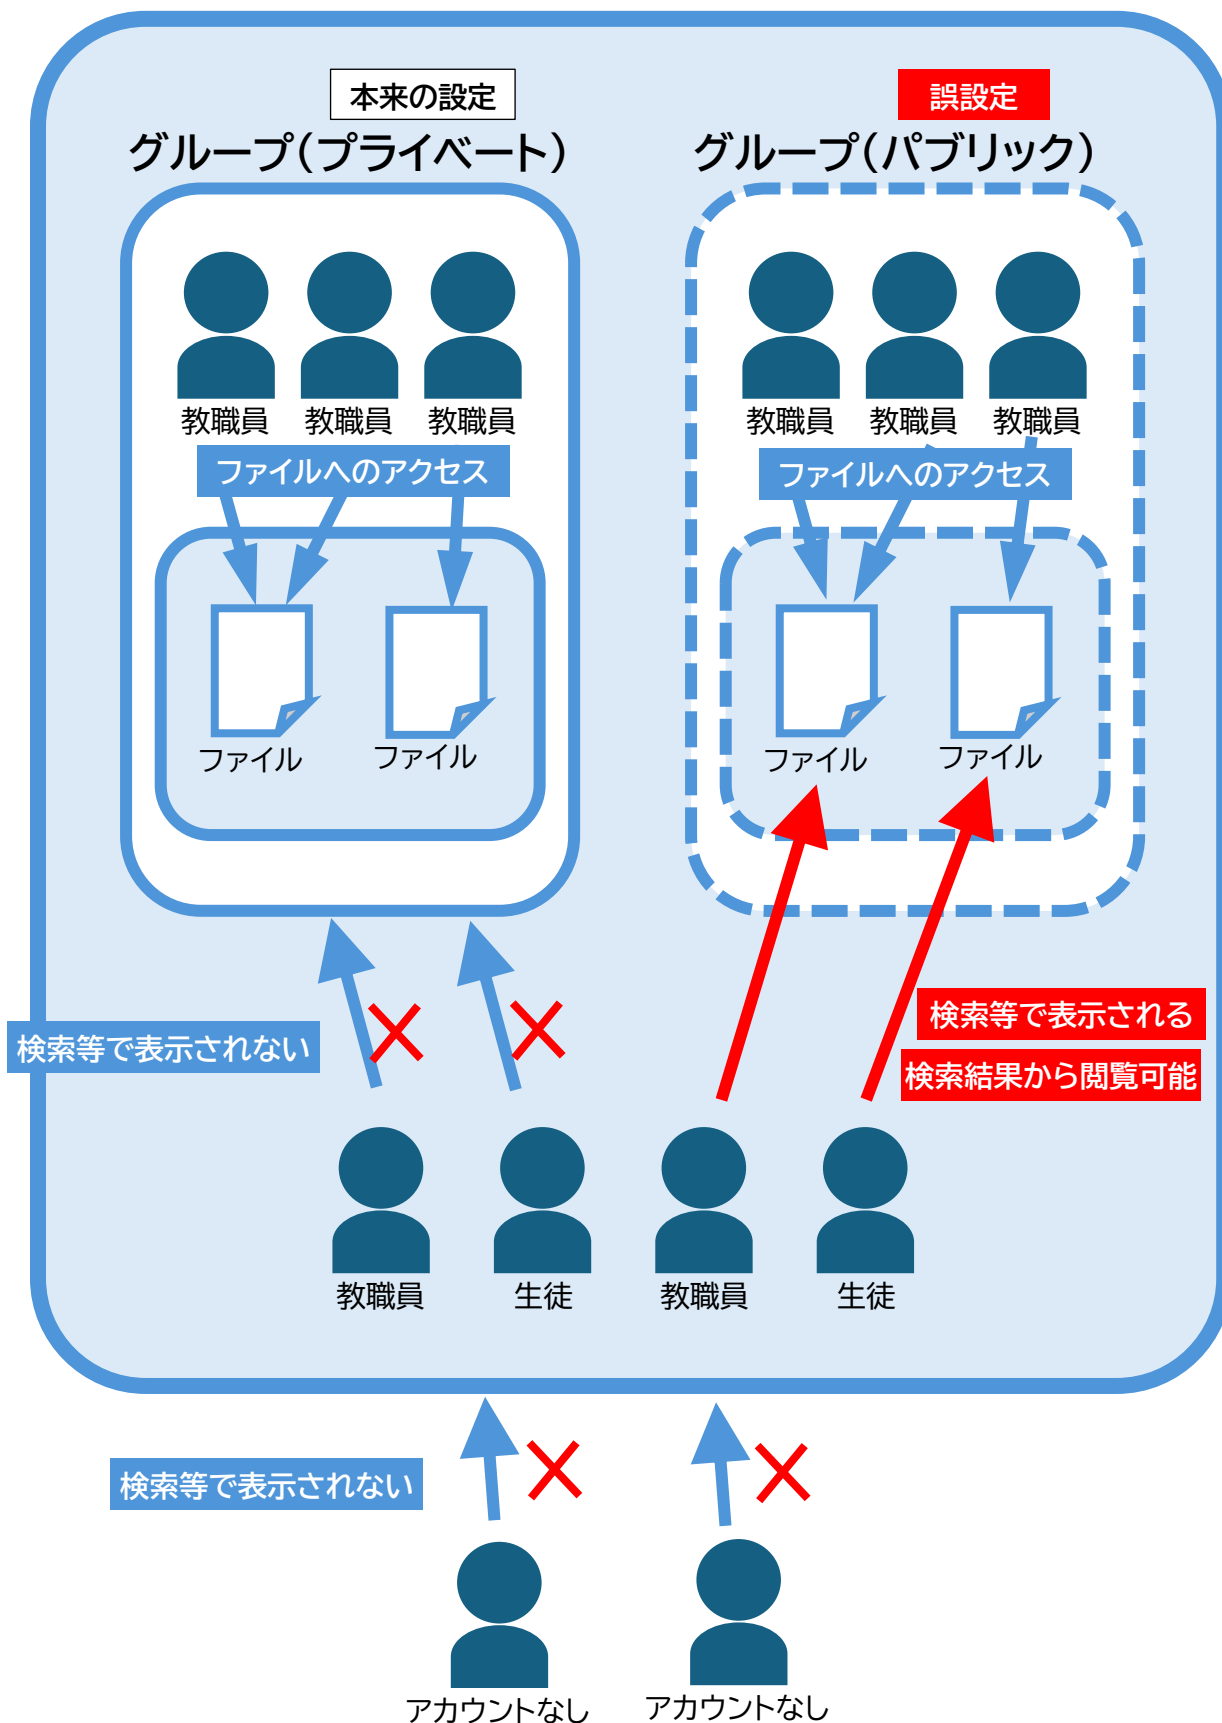 本来の設定
誤設定
グループ（プライベート）
グループ（パブリック）
教職員
教職員
教職員
教職員
教職員
教職員
ファイルへのアクセス
ファイルへのアクセス
ファイル
ファイル
ファイル
ファイル
検索等で表示されない
検索等で表示される
検索結果から閲覧可能
教職員
生徒
教職員
生徒
検索等で表示されない
アカウントなし
アカウントなし